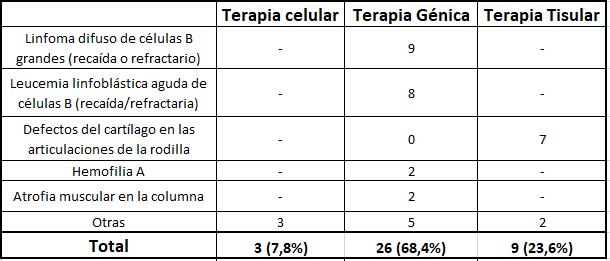 Terapia celular Terapia Génica Terapia Tisular
Linfoma difuso de células B
grandes (recaída o refractario)
- 9 -
Leucemia linfoblástica aguda de
células B (recaída/refractaria)
- 8 -
Defectos del cartílago en las
articulaciones de la rodilla
- 0 7
Hemofilia A - 2 -
Atrofia muscular en la columna - 2 -
Otras 3 5 2
Total 3 (7,8%) 26 (68,4%) 9 (23,6%)